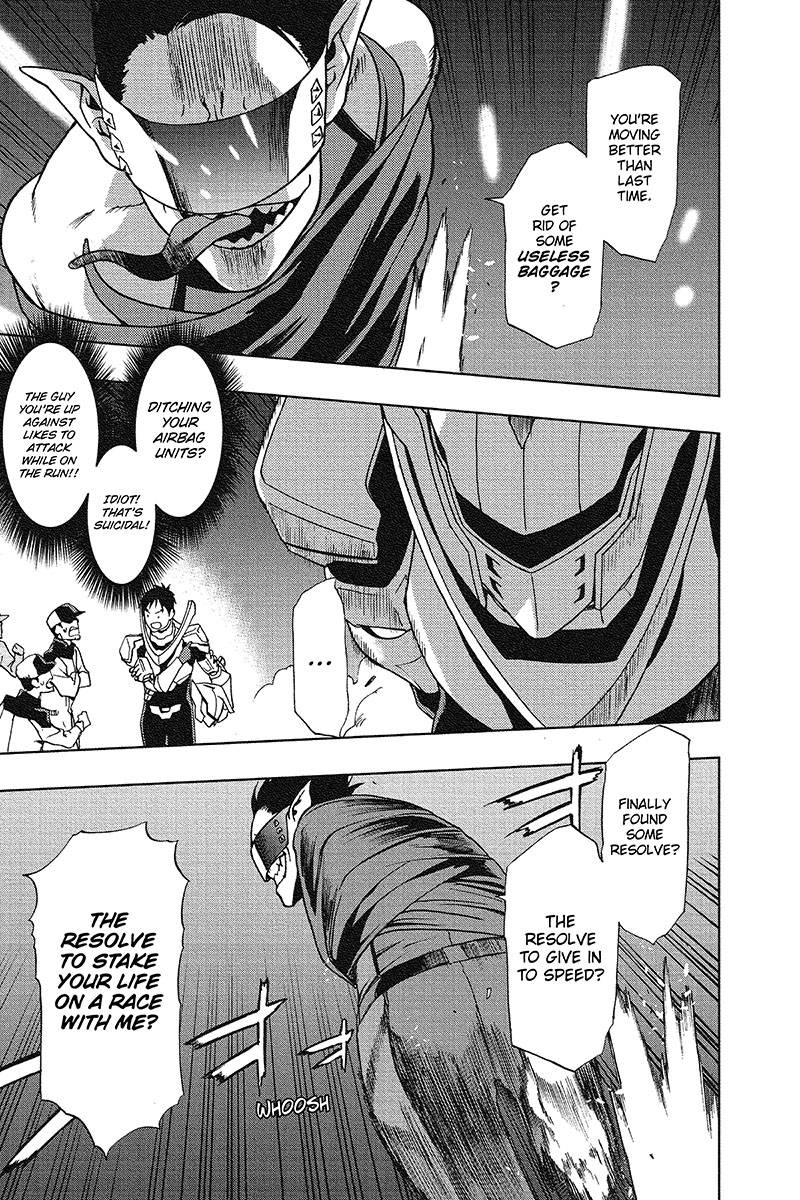 YOU'RE
MOVING
BETTER
THAN
LAST
TIME.
GET
RID OF
SOME
USELESS
BAGGAGE
?
DITCHING
YOUR
AIRBAG
UNITS?
IDIOT!
THAT'S
SUICIDAL!
THE GUY
YOU'RE UP
AGAINST
LIKES TO
ATTACK
WHILE ON
THE RUN!!
...
FINALLY
FOUND
SOME
RESOLVE?
THE
RESOLVE
TO GIVE IN
TO SPEED?
THE
RESOLVE
TO STAKE
YOUR LIFE
ON A RACE
WITH ME?
WHOOSH